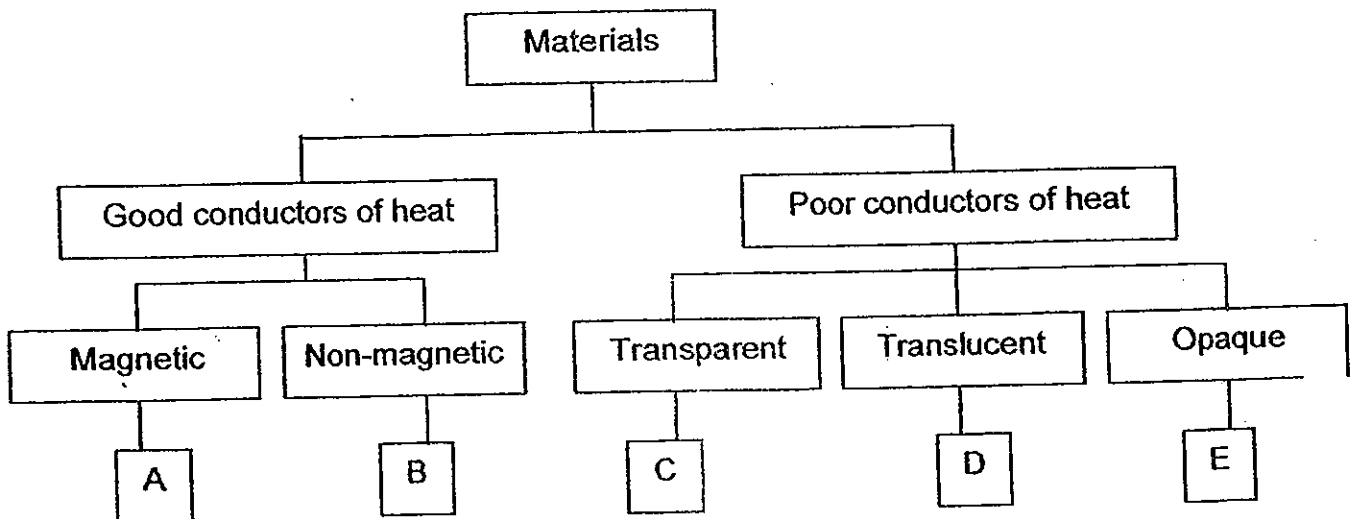 Materials
Good conductors of heat
Poor conductors of heat
Magnetic
Non-magnetic
Transparent
Translucent
Opaque
A
B
C
D
E